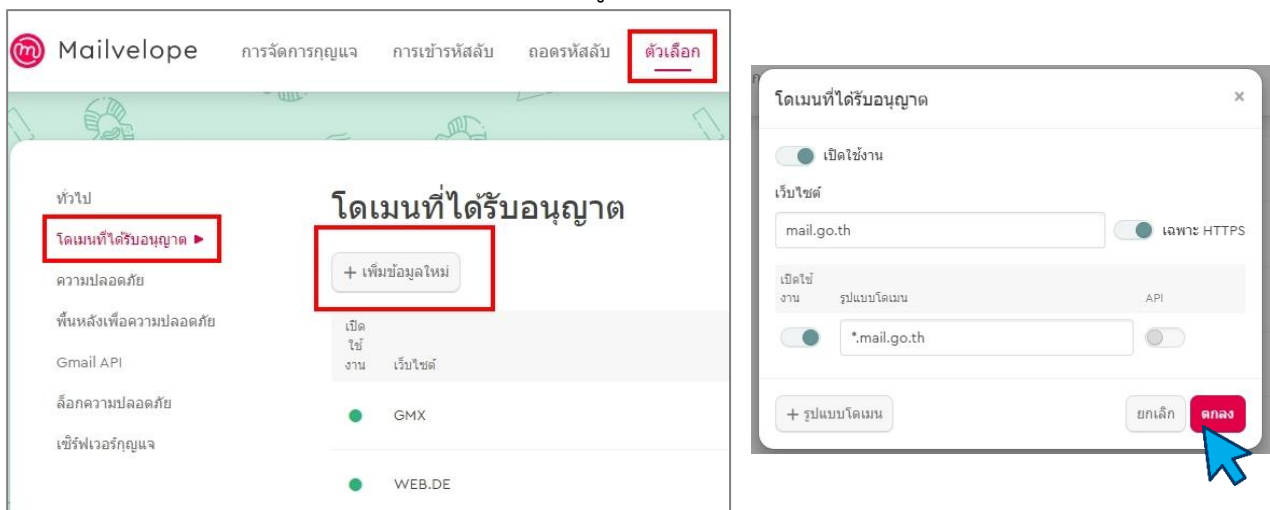 Mailvelope การจัดการกุญแจ การเข้ารหัสลับ ถอดรหัสลับ ตัวเลือก
ทั่วไป
โดเมนที่ได้รับอนุญาต ▶
ความปลอดภัย
พื้นหลังเพื่อความปลอดภัย
Gmail API
ล็อกความปลอดภัย
เซิร์ฟเวอร์กุญแจ
โดเมนที่ได้รับอนุญาต
+ เพิ่มข้อมูลใหม่
เปิด
ใช้
งาน เว็บไซต์
GMX
WEB.DE
โดเมนที่ได้รับอนุญาต ×
เปิดใช้งาน
เว็บไซต์
mail.go.th เฉพาะ HTTPS
เปิดใช้
งาน รูปแบบโดเมน API
*.mail.go.th
+ รูปแบบโดเมน ยกเลิก ตกลง